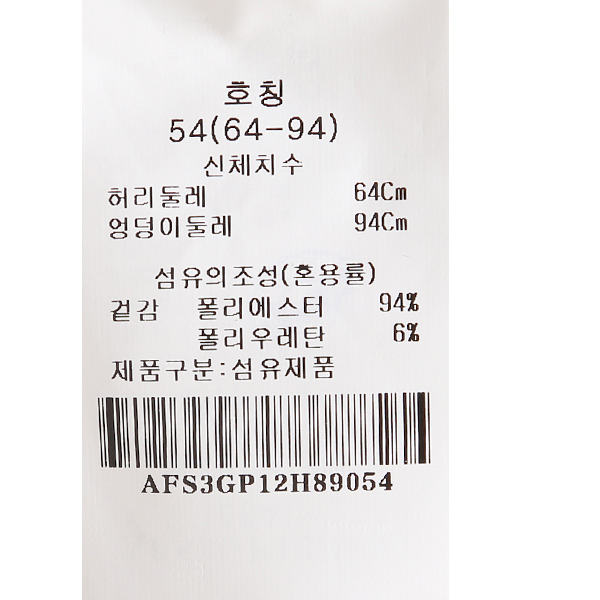 호칭
54(64-94)
신체치수
허리둘레 64Cm
엉덩이둘레 94Cm
섬유의조성(혼용률)
겉감 폴리에스터 94%
폴리우레탄 6%
제품구분:섬유제품
AFS3GP12H89054